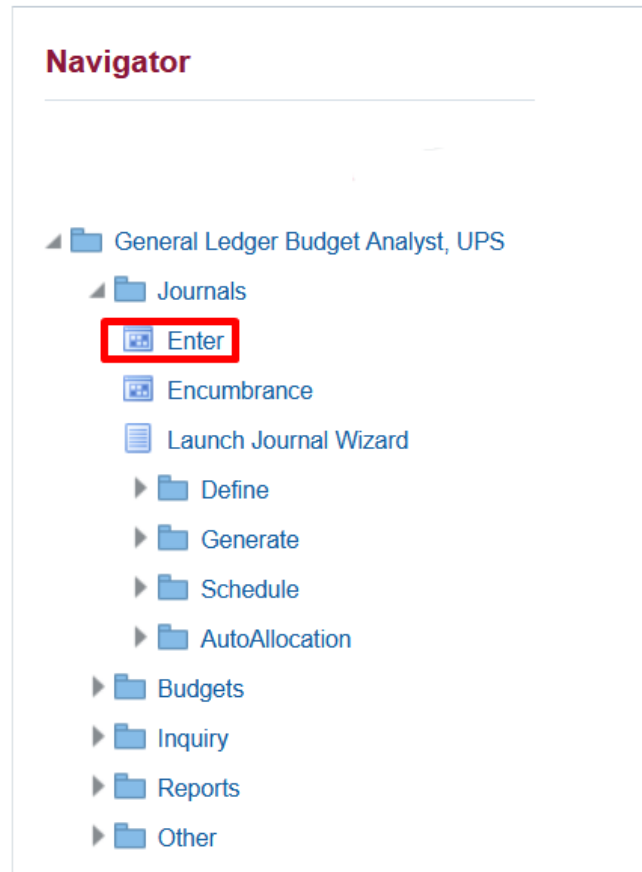 Navigator
General Ledger Budget Analyst, UPS
Journals
Enter
Encumbrance
Launch Journal Wizard
Define
Generate
Schedule
AutoAllocation
Budgets
Inquiry
Reports
Other